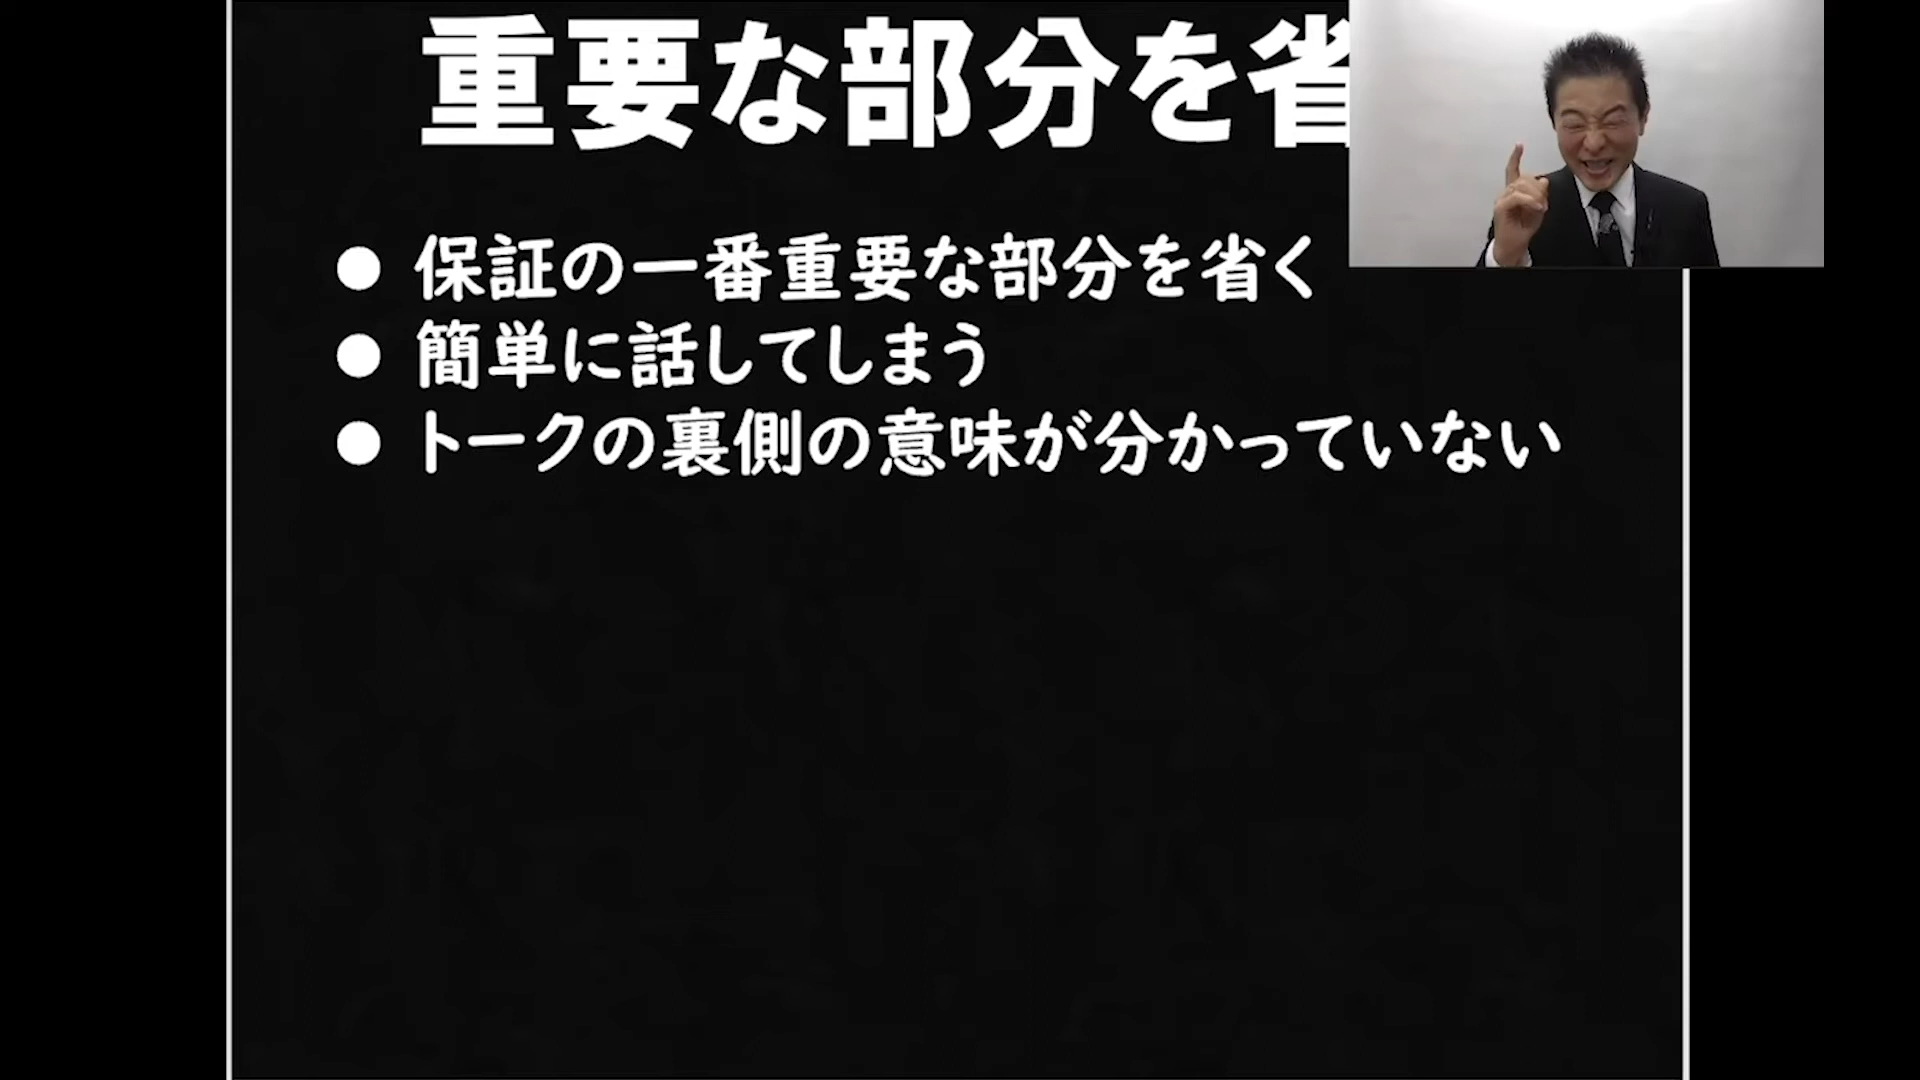 重要な部分を省
● 保証の一番重要な部分を省く
● 簡単に話してしまう
● トークの裏側の意味が分かっていない